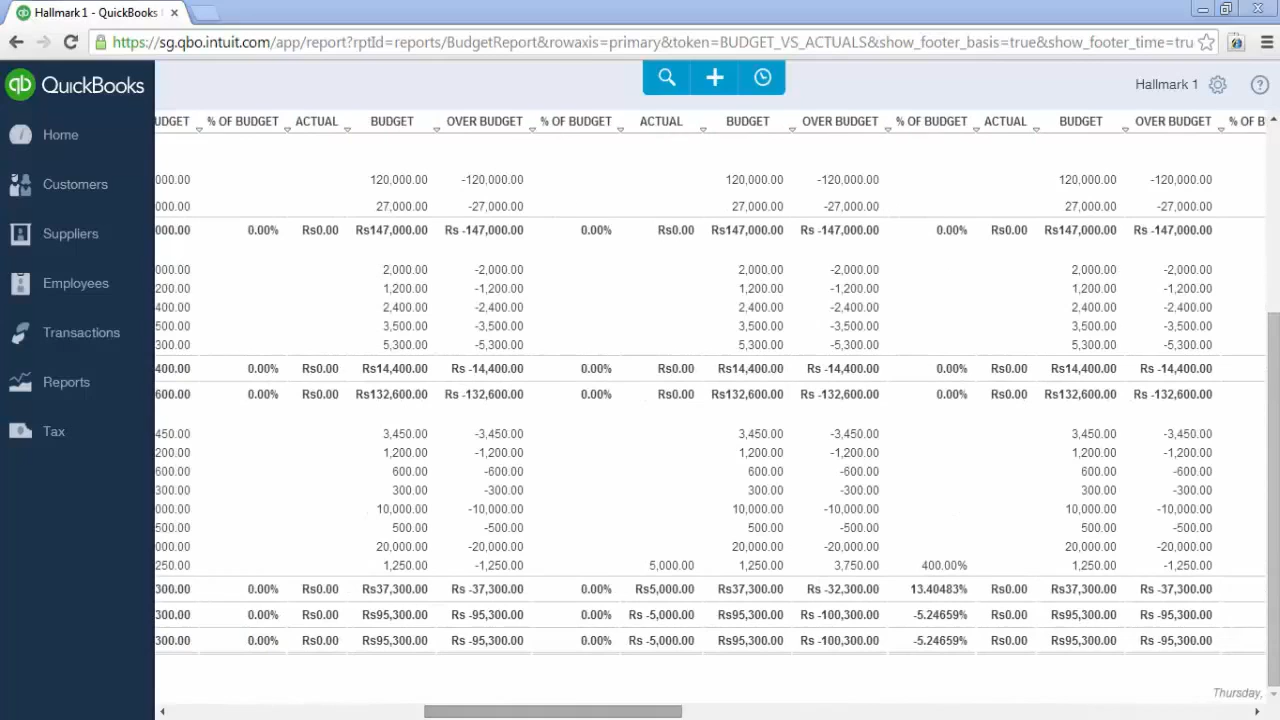 Hallmark 1 - QuickBooks
https://sg.qbo.intuit.com/app/report?rptId=reports/BudgetReport&rowaxis=primary&token=BUDGET_VS_ACTUALS&show_footer_basis=true&show_footer_time=tru
qb QuickBooks
Hallmark 1
?
Home
Customers
Suppliers
Employees
Transactions
Reports
Tax
UDGET % OF BUDGET ACTUAL BUDGET OVER BUDGET % OF BUDGET ACTUAL BUDGET OVER BUDGET % OF BUDGET ACTUAL BUDGET OVER BUDGET % OF B
000.00 120,000.00 -120,000.00 120,000.00 -120,000.00 120,000.00 -120,000.00
000.00 27,000.00 -27,000.00 27,000.00 -27,000.00 27,000.00 -27,000.00
000.00 0.00% Rs0.00 Rs147,000.00 Rs -147,000.00 0.00% Rs0.00 Rs147,000.00 Rs -147,000.00 0.00% Rs0.00 Rs147,000.00 Rs -147,000.00
000.00 2,000.00 -2,000.00 2,000.00 -2,000.00 2,000.00 -2,000.00
200.00 1,200.00 -1,200.00 1,200.00 -1,200.00 1,200.00 -1,200.00
400.00 2,400.00 -2,400.00 2,400.00 -2,400.00 2,400.00 -2,400.00
500.00 3,500.00 -3,500.00 3,500.00 -3,500.00 3,500.00 -3,500.00
300.00 5,300.00 -5,300.00 5,300.00 -5,300.00 5,300.00 -5,300.00
400.00 0.00% Rs0.00 Rs14,400.00 Rs -14,400.00 0.00% Rs0.00 Rs14,400.00 Rs -14,400.00 0.00% Rs0.00 Rs14,400.00 Rs -14,400.00
600.00 0.00% Rs0.00 Rs132,600.00 Rs -132,600.00 0.00% Rs0.00 Rs132,600.00 Rs -132,600.00 0.00% Rs0.00 Rs132,600.00 Rs -132,600.00
450.00 3,450.00 -3,450.00 3,450.00 -3,450.00 3,450.00 -3,450.00
200.00 1,200.00 -1,200.00 1,200.00 -1,200.00 1,200.00 -1,200.00
600.00 600.00 -600.00 600.00 -600.00 600.00 -600.00
300.00 300.00 -300.00 300.00 -300.00 300.00 -300.00
000.00 10,000.00 -10,000.00 10,000.00 -10,000.00 10,000.00 -10,000.00
500.00 500.00 -500.00 500.00 -500.00 500.00 -500.00
000.00 20,000.00 -20,000.00 20,000.00 -20,000.00 20,000.00 -20,000.00
250.00 1,250.00 -1,250.00 5,000.00 1,250.00 3,750.00 400.00% 1,250.00 -1,250.00
300.00 0.00% Rs0.00 Rs37,300.00 Rs -37,300.00 0.00% Rs5,000.00 Rs37,300.00 Rs -32,300.00 13.40483% Rs0.00 Rs37,300.00 Rs -37,300.00
300.00 0.00% Rs0.00 Rs95,300.00 Rs -95,300.00 0.00% Rs -5,000.00 Rs95,300.00 Rs -100,300.00 -5.24659% Rs0.00 Rs95,300.00 Rs -95,300.00
300.00 0.00% Rs0.00 Rs95,300.00 Rs -95,300.00 0.00% Rs -5,000.00 Rs95,300.00 Rs -100,300.00 -5.24659% Rs0.00 Rs95,300.00 Rs -95,300.00
Thursday,